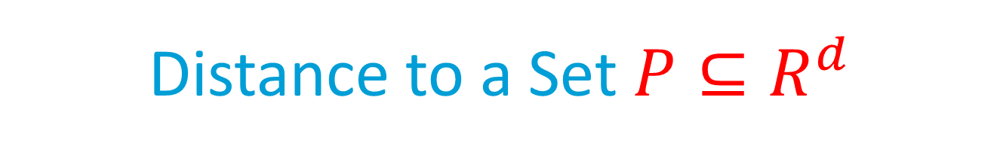 Distance to a Set 𝑃 ⊆ 𝑅^𝑑